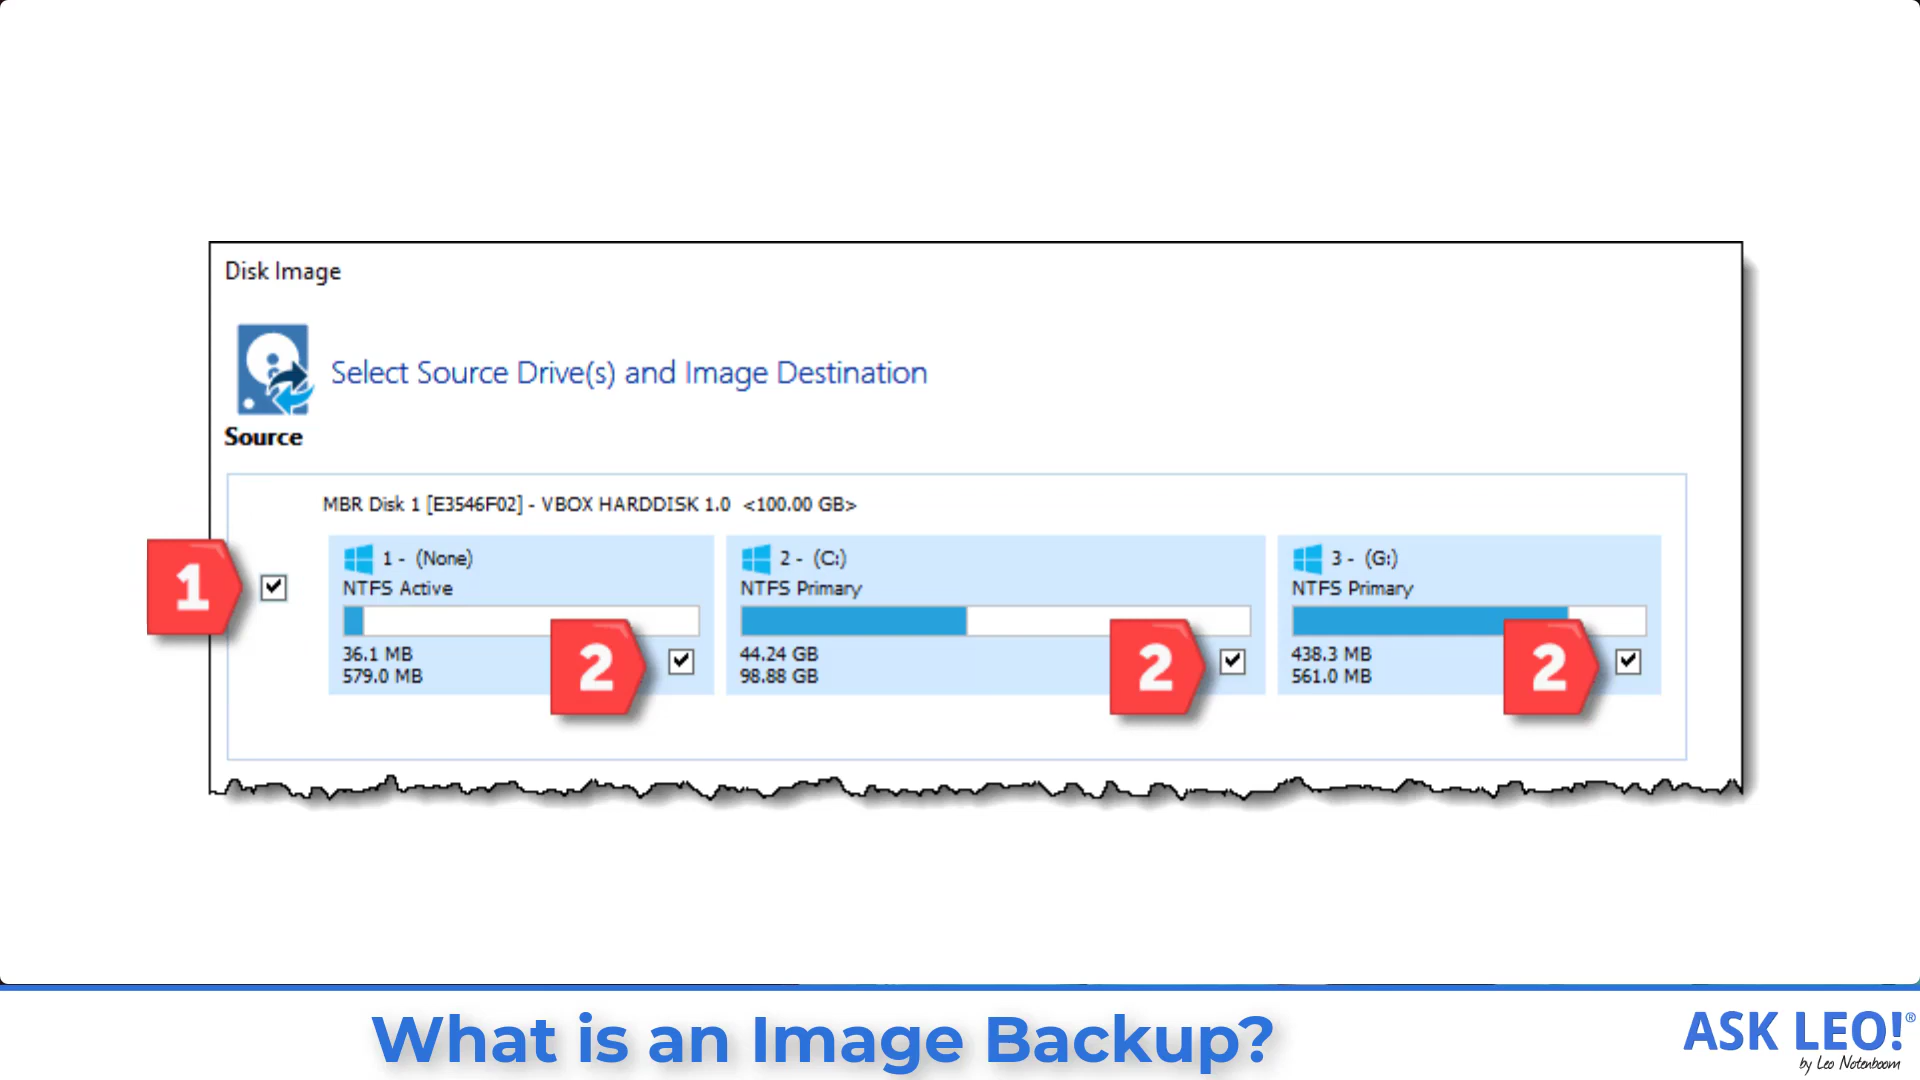 Disk Image
Select Source Drive(s) and Image Destination
Source
MBR Disk 1 [E3546F02] - VBOX HARDDISK 1.0 <100.00 GB>
1
1 - (None)
NTFS Active
36.1 MB
579.0 MB
2
2 - (C:)
NTFS Primary
44.24 GB
98.88 GB
2
3 - (G:)
NTFS Primary
438.3 MB
561.0 MB
2
What is an Image Backup?
ASK LEO!®
by Leo Notenboom